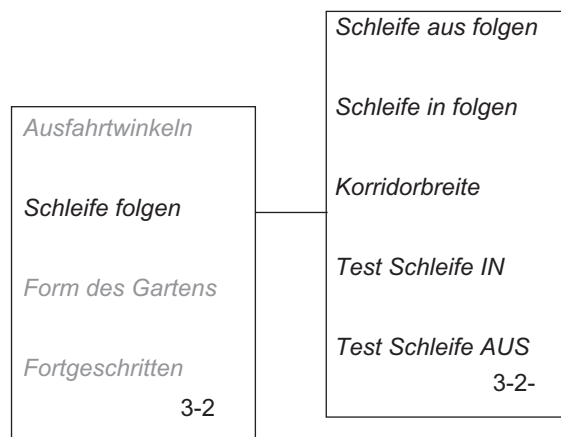 Ausfahrtwinkeln
Schleife folgen
Form des Gartens
Fortgeschritten
3-2
Schleife aus folgen
Schleife in folgen
Korridorbreite
Test Schleife IN
Test Schleife AUS
3-2-